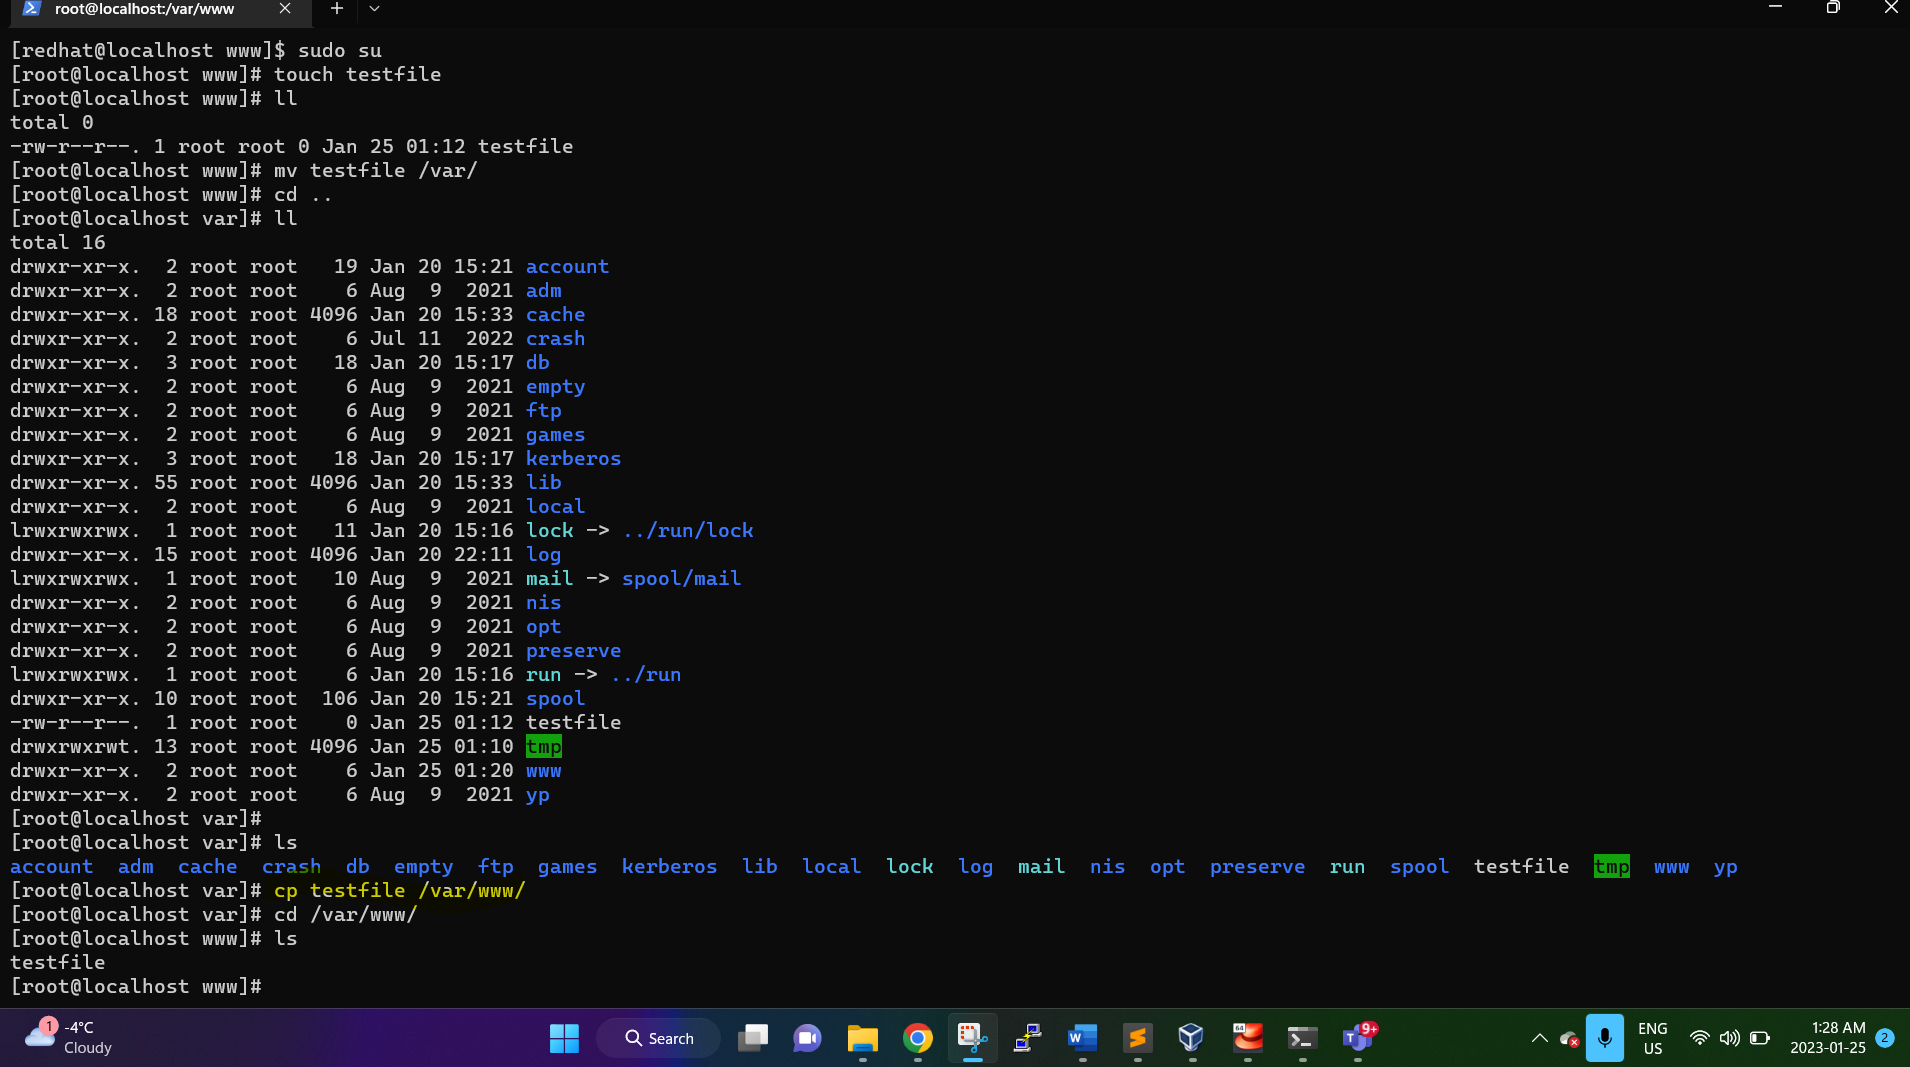 root@localhost:/var/www
[redhat@localhost www]$ sudo su
[root@localhost www]# touch testfile
[root@localhost www]# ll
total 0
-rw-r--r--. 1 root root 0 Jan 25 01:12 testfile
[root@localhost www]# mv testfile /var/
[root@localhost www]# cd ..
[root@localhost var]# ll
total 16
drwxr-xr-x.  2 root root   19 Jan 20 15:21 account
drwxr-xr-x.  2 root root    6 Aug  9  2021 adm
drwxr-xr-x. 18 root root 4096 Jan 20 15:33 cache
drwxr-xr-x.  2 root root    6 Jul 11  2022 crash
drwxr-xr-x.  3 root root   18 Jan 20 15:17 db
drwxr-xr-x.  2 root root    6 Aug  9  2021 empty
drwxr-xr-x.  2 root root    6 Aug  9  2021 ftp
drwxr-xr-x.  2 root root    6 Aug  9  2021 games
drwxr-xr-x.  3 root root   18 Jan 20 15:17 kerberos
drwxr-xr-x. 55 root root 4096 Jan 20 15:33 lib
drwxr-xr-x.  2 root root    6 Aug  9  2021 local
lrwxrwxrwx.  1 root root   11 Jan 20 15:16 lock -> ../run/lock
drwxr-xr-x. 15 root root 4096 Jan 20 22:11 log
lrwxrwxrwx.  1 root root   10 Aug  9  2021 mail -> spool/mail
drwxr-xr-x.  2 root root    6 Aug  9  2021 nis
drwxr-xr-x.  2 root root    6 Aug  9  2021 opt
drwxr-xr-x.  2 root root    6 Aug  9  2021 preserve
lrwxrwxrwx.  1 root root    6 Jan 20 15:16 run -> ../run
drwxr-xr-x. 10 root root  106 Jan 20 15:21 spool
-rw-r--r--.  1 root root    0 Jan 25 01:12 testfile
drwxrwxrwt. 13 root root 4096 Jan 25 01:10 tmp
drwxr-xr-x.  2 root root    6 Jan 25 01:20 www
drwxr-xr-x.  2 root root    6 Aug  9  2021 yp
[root@localhost var]#
[root@localhost var]# ls
account  adm  cache  crash  db  empty  ftp  games  kerberos  lib  local  lock  log  mail  nis  opt  preserve  run  spool  testfile  tmp  www  yp
[root@localhost var]# cp testfile /var/www/
[root@localhost var]# cd /var/www/
[root@localhost www]# ls
testfile
[root@localhost www]#
1 -4°C
Cloudy
Search
W
64
T 9+
ENG
US
1:28 AM
2023-01-25
2